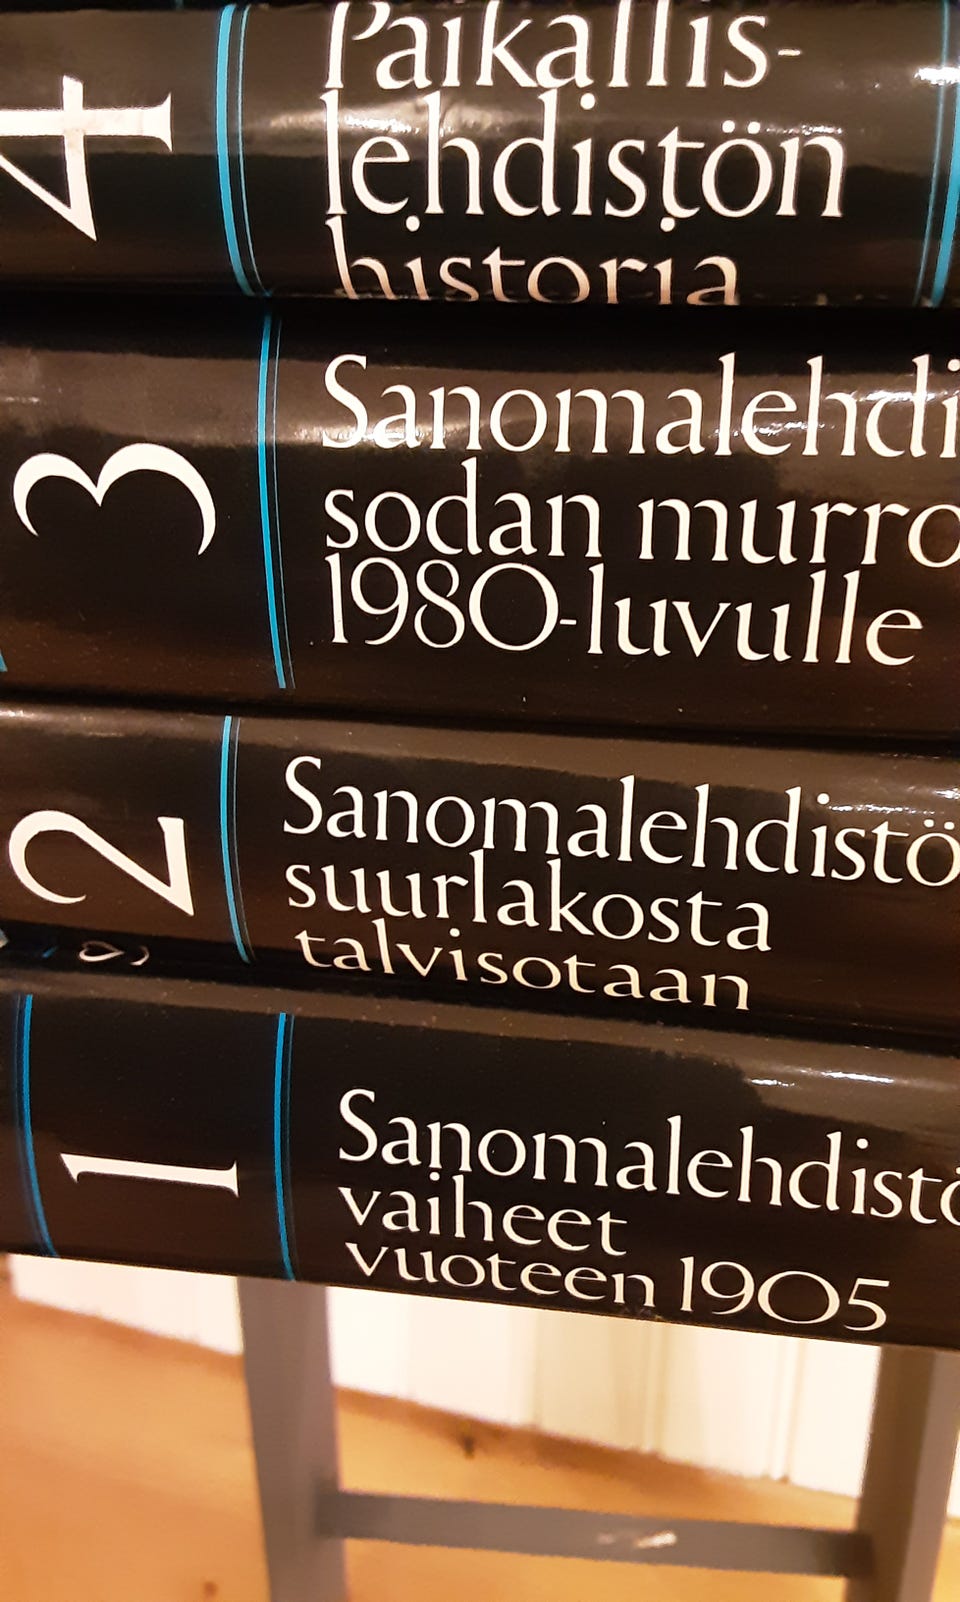 4
Paikallis-
lehdistön
historia
3
Sanomalehdi
sodan murro
1980-luvulle
2
Sanomalehdistö
suurlakosta
talvisotaan
1
Sanomalehdistö
vaiheet
vuoteen 1905